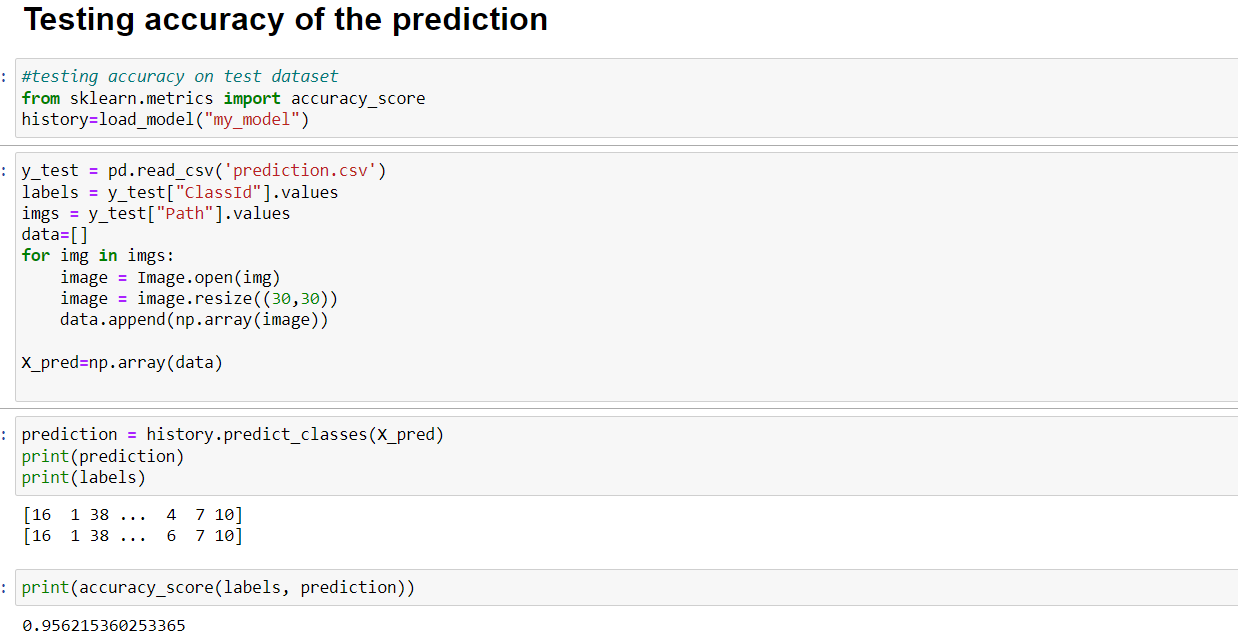 Testing accuracy of the prediction
:
#testing accuracy on test dataset
from sklearn.metrics import accuracy_score
history=load_model("my_model")
:
y_test = pd.read_csv('prediction.csv')
labels = y_test["ClassId"].values
imgs = y_test["Path"].values
data=[]
for img in imgs:
    image = Image.open(img)
    image = image.resize((30,30))
    data.append(np.array(image))
X_pred=np.array(data)
:
prediction = history.predict_classes(X_pred)
print(prediction)
print(labels)
[16  1 38 ...  4  7 10]
[16  1 38 ...  6  7 10]
:
print(accuracy_score(labels, prediction))
0.956215360253365